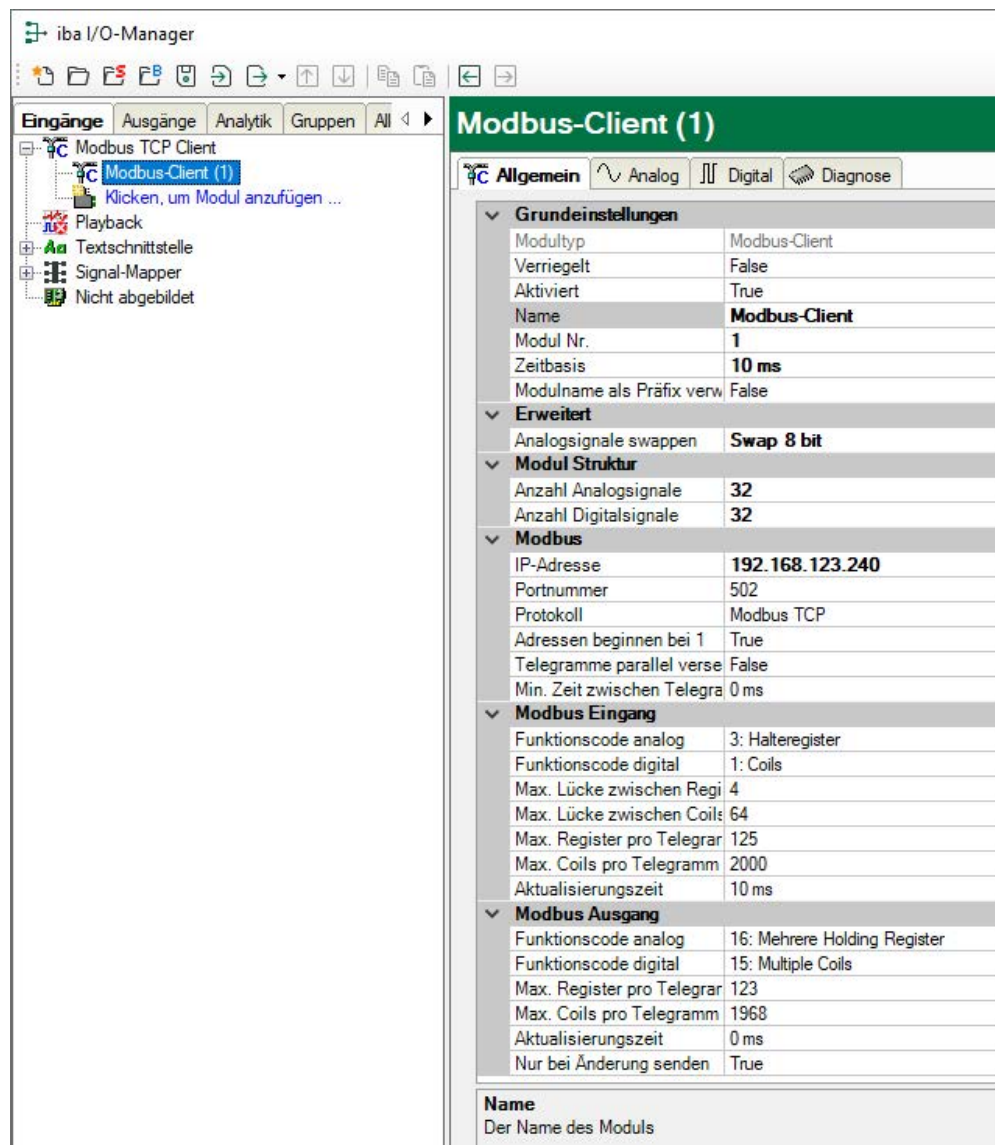 iba I/O-Manager
Eingänge Ausgänge Analytik Gruppen All
Modbus TCP Client
Modbus-Client (1)
Klicken, um Modul anzufügen ...
Playback
Textschnittstelle
Signal-Mapper
Nicht abgebildet
Modbus-Client (1)
Allgemein Analog Digital Diagnose
Grundeinstellungen
Modultyp Modbus-Client
Verriegelt False
Aktiviert True
Name Modbus-Client
Modul Nr. 1
Zeitbasis 10 ms
Modulname als Präfix verw False
Erweitert
Analogsignale swappen Swap 8 bit
Modul Struktur
Anzahl Analogsignale 32
Anzahl Digitalsignale 32
Modbus
IP-Adresse 192.168.123.240
Portnummer 502
Protokoll Modbus TCP
Adressen beginnen bei 1 True
Telegramme parallel verse False
Min. Zeit zwischen Telegra 0 ms
Modbus Eingang
Funktionscode analog 3: Halteregister
Funktionscode digital 1: Coils
Max. Lücke zwischen Regi 4
Max. Lücke zwischen Coils 64
Max. Register pro Telegrar 125
Max. Coils pro Telegramm 2000
Aktualisierungszeit 10 ms
Modbus Ausgang
Funktionscode analog 16: Mehrere Holding Register
Funktionscode digital 15: Multiple Coils
Max. Register pro Telegrar 123
Max. Coils pro Telegramm 1968
Aktualisierungszeit 0 ms
Nur bei Änderung senden True
Name
Der Name des Moduls